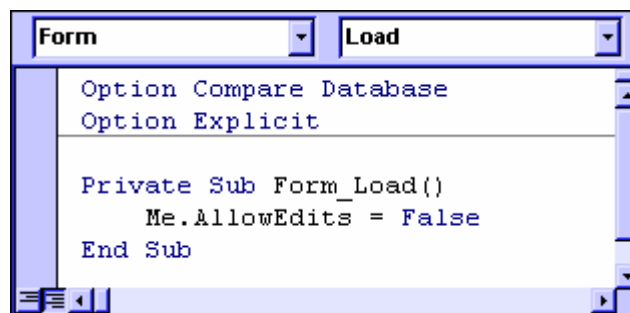 Form Load
Option Compare Database
Option Explicit
Private Sub Form_Load()
Me.AllowEdits = False
End Sub